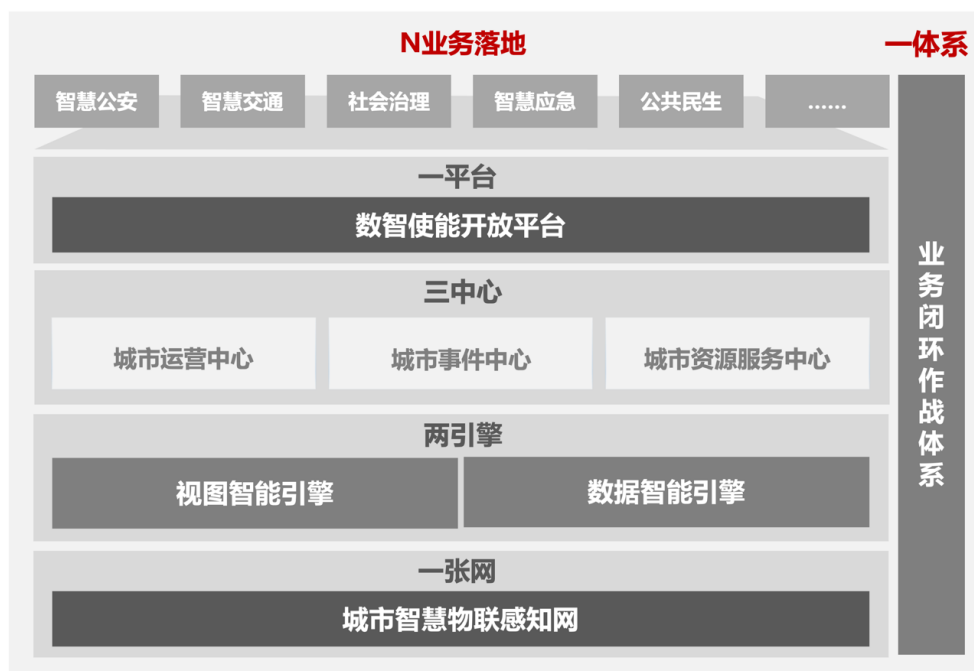 N业务落地
一体系
智慧公安
智慧交通
社会治理
智慧应急
公共民生
……
一平台
数智使能开放平台
三中心
城市运营中心
城市事件中心
城市资源服务中心
两引擎
视图智能引擎
数据智能引擎
一张网
城市智慧物联感知网
业务闭环作战体系